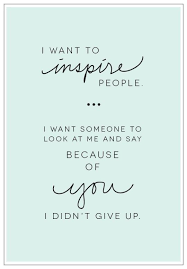 I WANT TO
inspire
PEOPLE.
•••
I WANT SOMEONE TO
LOOK AT ME AND SAY
BECAUSE
OF
you
I DIDN'T GIVE UP.